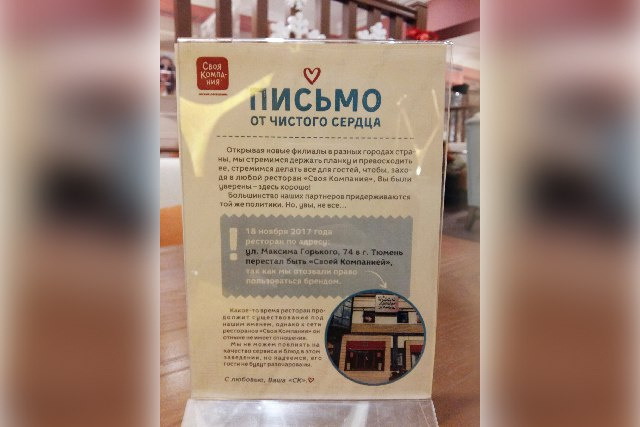 Своя
Компа-
ния
ПИСЬМО
ОТ ЧИСТОГО СЕРДЦА
Открывая новые филиалы в разных городах стра-
ны, мы стремимся держать планку и превосходить
ее, стремимся делать все для гостей, чтобы, захо-
дя в любой ресторан «Своя Компания», Вы были
уверены – здесь хорошо!
Большинство наших партнеров придерживаются
той же политики. Но, увы, не все...
! 18 ноября 2017 года
ресторан по адресу:
ул. Максима Горького, 74 в г. Тюмень
перестал быть «Своей Компанией»,
так как мы отозвали право
пользоваться брендом.
Какое-то время ресторан про-
должит существование под
нашим именем, однако к сети
ресторанов «Своя Компания» он
отныне не имеет отношения.
Мы не можем повлиять на
качество сервиса и блюд в этом
заведении, но надеемся, его
гости не будут разочарованы.
С любовью, Ваша «СК».